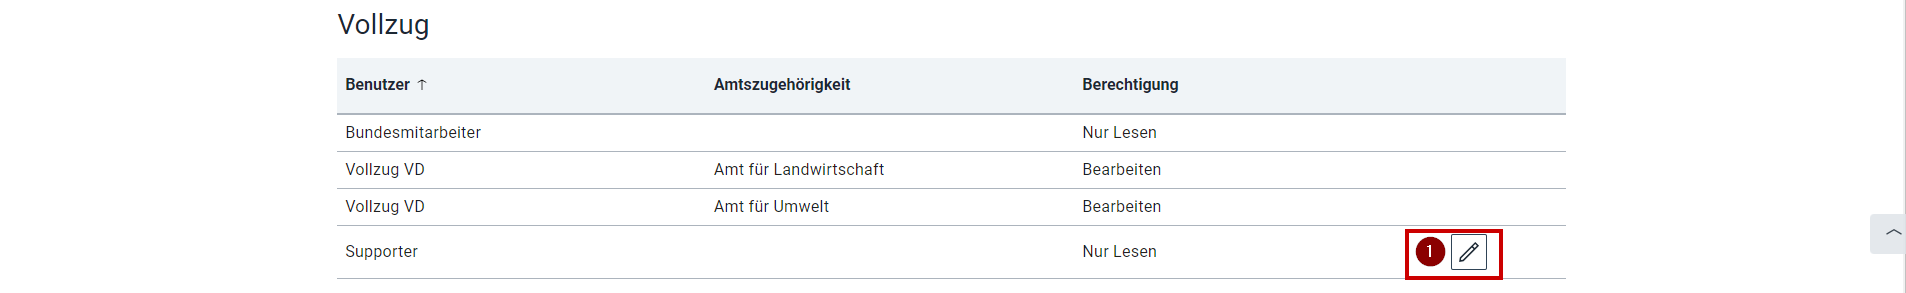 Vollzug
Benutzer ↑ Amtszugehörigkeit Berechtigung
Bundesmitarbeiter Nur Lesen
Vollzug VD Amt für Landwirtschaft Bearbeiten
Vollzug VD Amt für Umwelt Bearbeiten
Supporter Nur Lesen 1